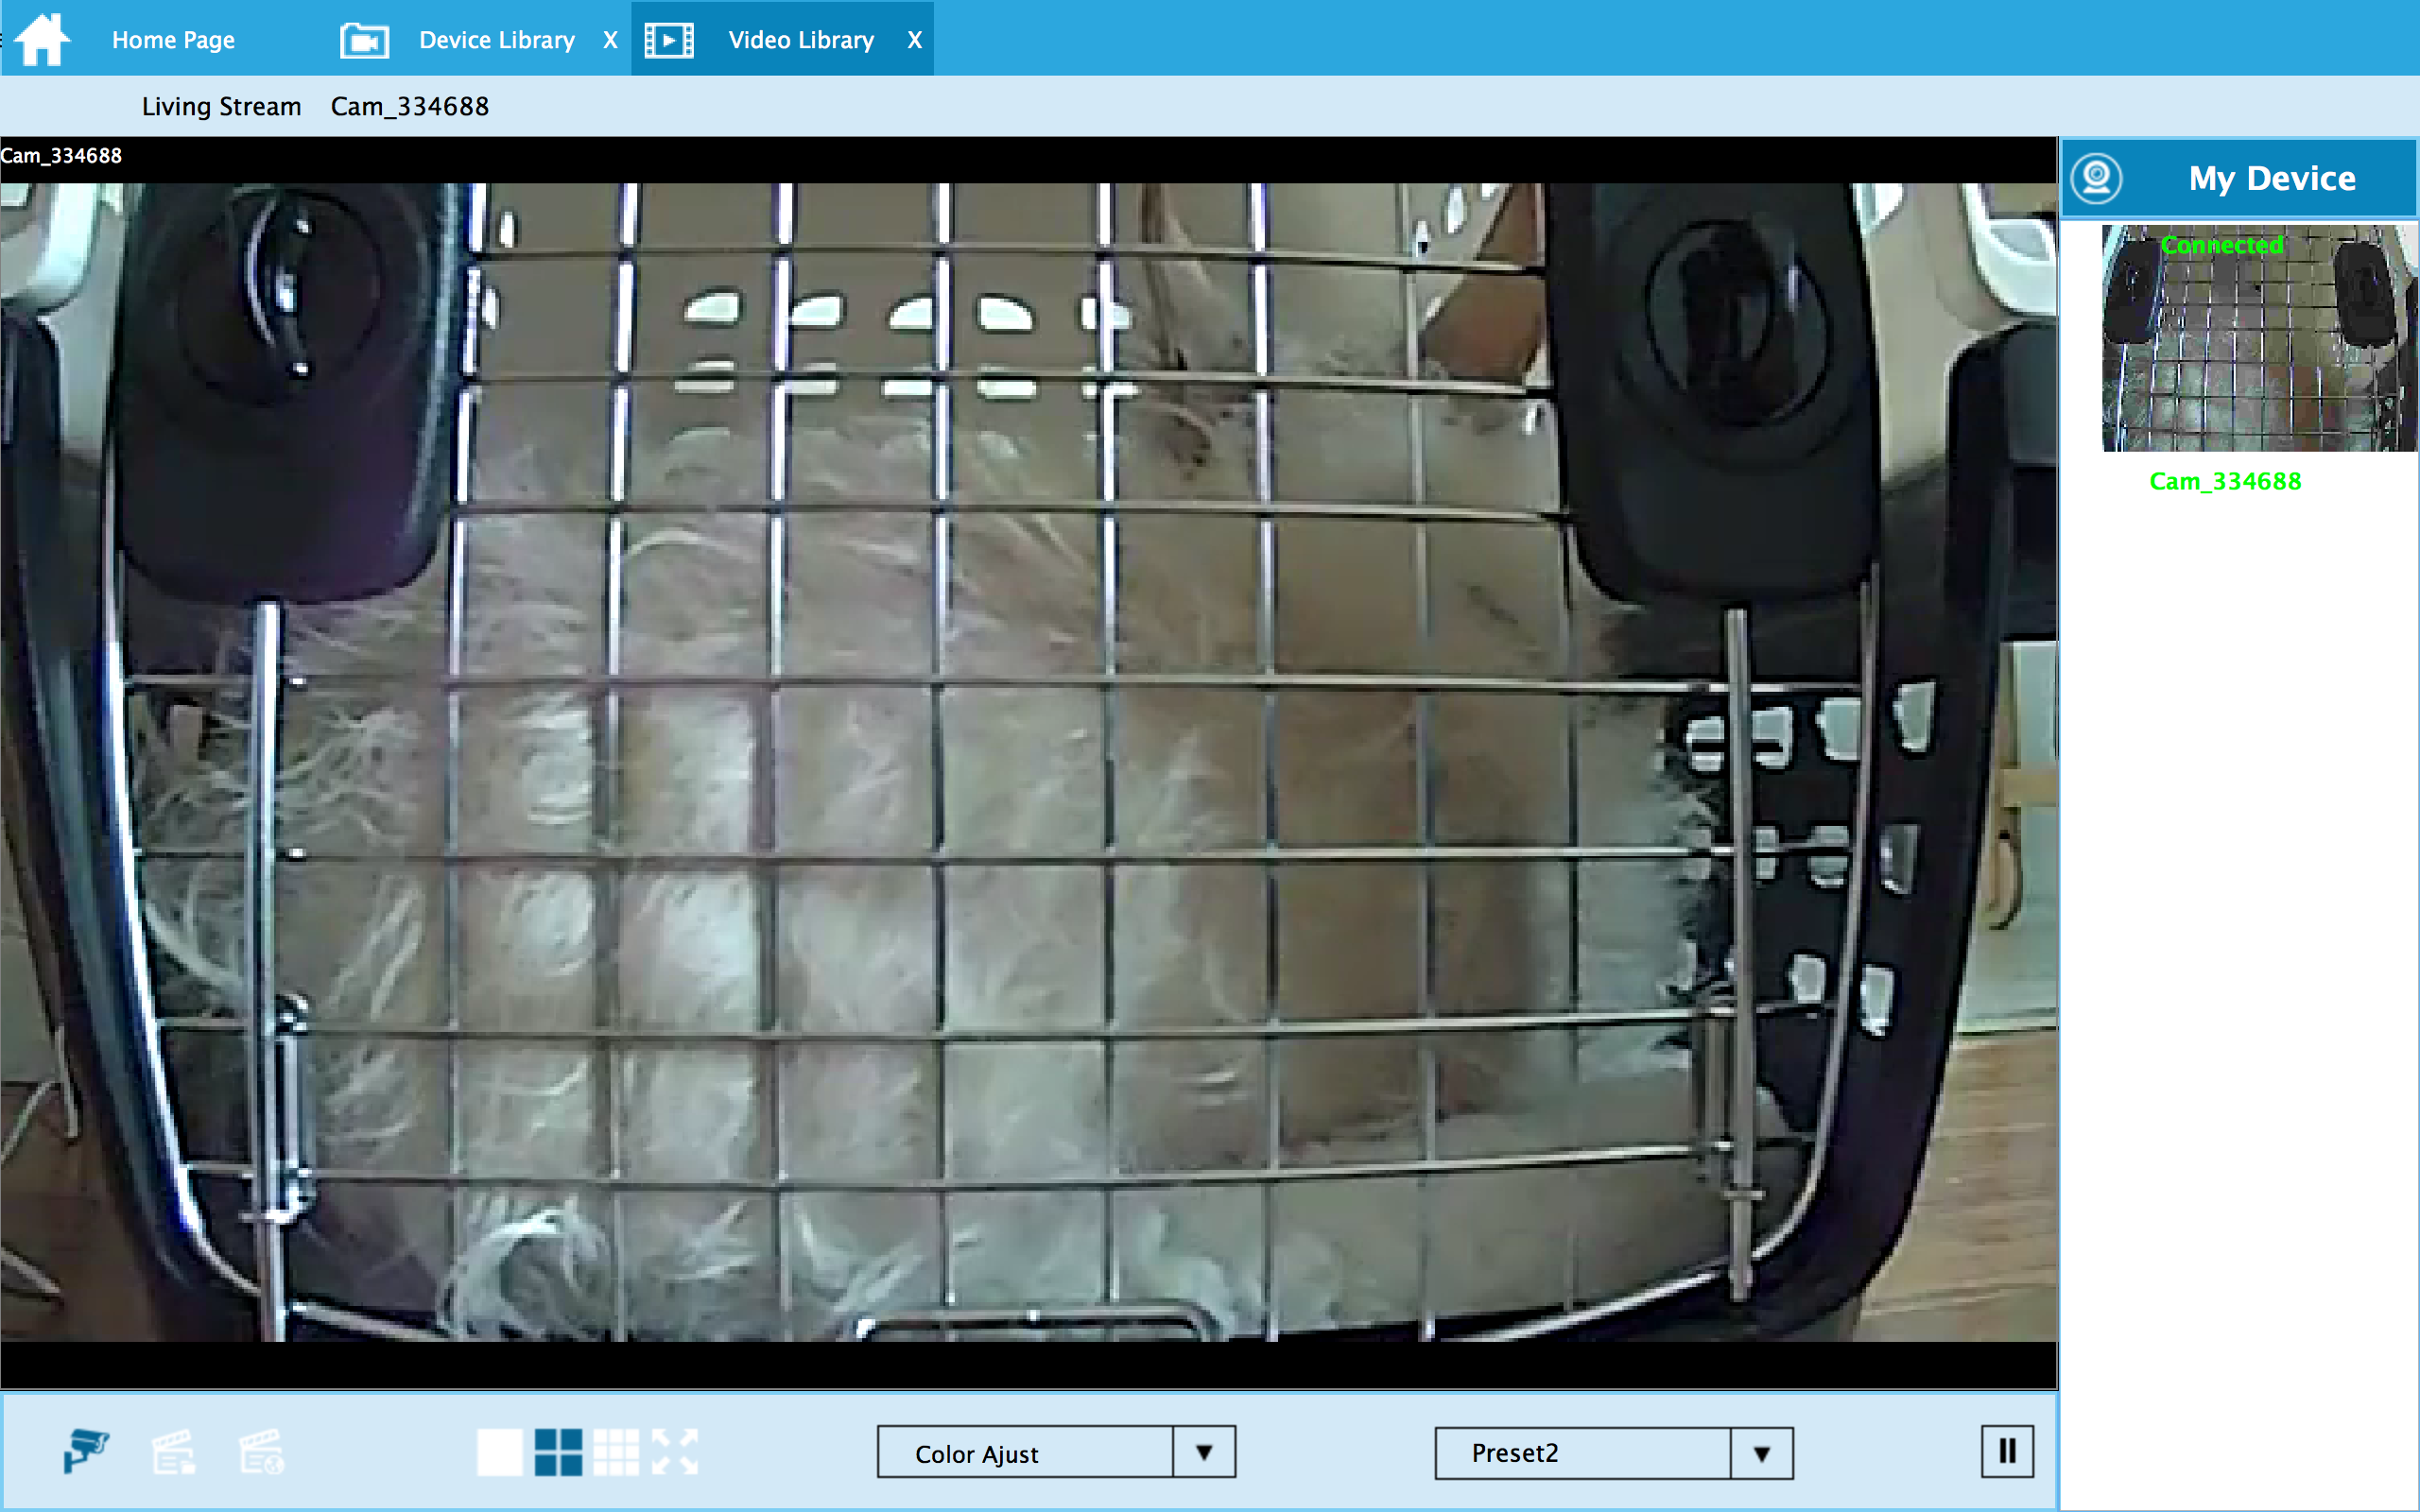 Home Page
Device Library X
Video Library X
Living Stream Cam_334688
Cam_334688
My Device
Connected
Cam_334688
Color Ajust
Preset2